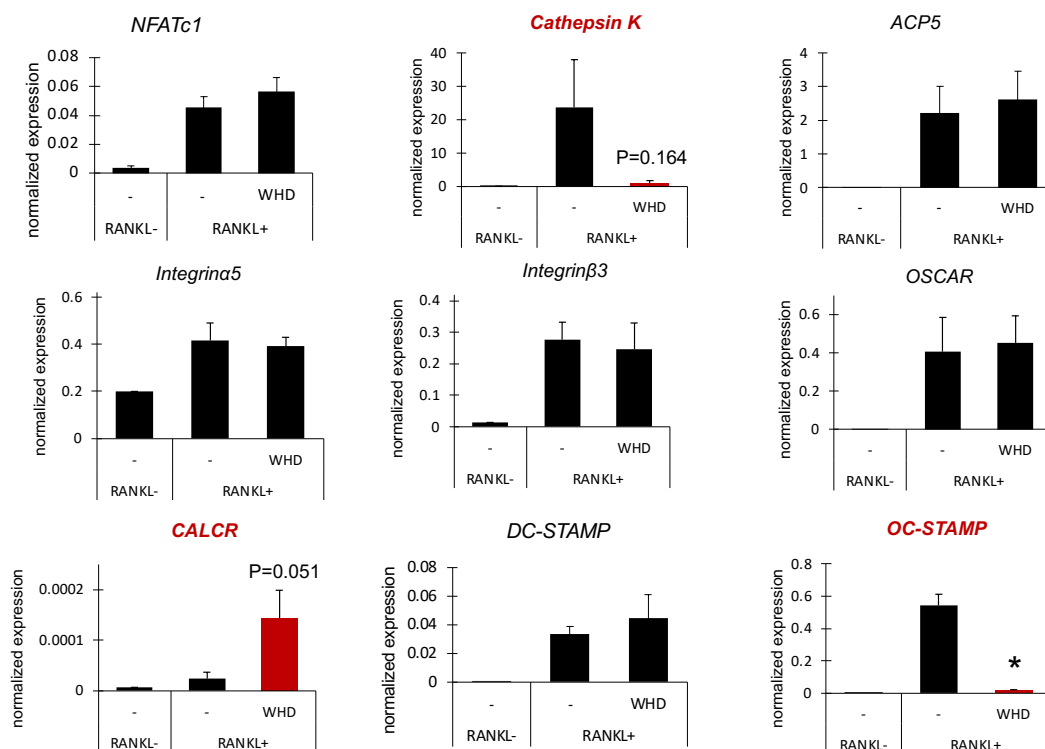 NFATc1
normalized expression
0.08
0.06
0.04
0.02
0
- - WHD
RANKL- RANKL+
Cathepsin K
normalized expression
40
30
20
10
0
P=0.164
- - WHD
RANKL- RANKL+
ACP5
normalized expression
4
3
2
1
0
- - WHD
RANKL- RANKL+
Integrinα5
normalized expression
0.6
0.4
0.2
0
- - WHD
RANKL- RANKL+
Integrinβ3
normalized expression
0.4
0.3
0.2
0.1
0
- - WHD
RANKL- RANKL+
OSCAR
normalized expression
0.6
0.4
0.2
0
- - WHD
RANKL- RANKL+
CALCR
normalized expression
0.0002
0.0001
0
P=0.051
- - WHD
RANKL- RANKL+
DC-STAMP
normalized expression
0.08
0.06
0.04
0.02
0.00
- - WHD
RANKL- RANKL+
OC-STAMP
normalized expression
0.8
0.6
0.4
0.2
0
*
- - WHD
RANKL- RANKL+